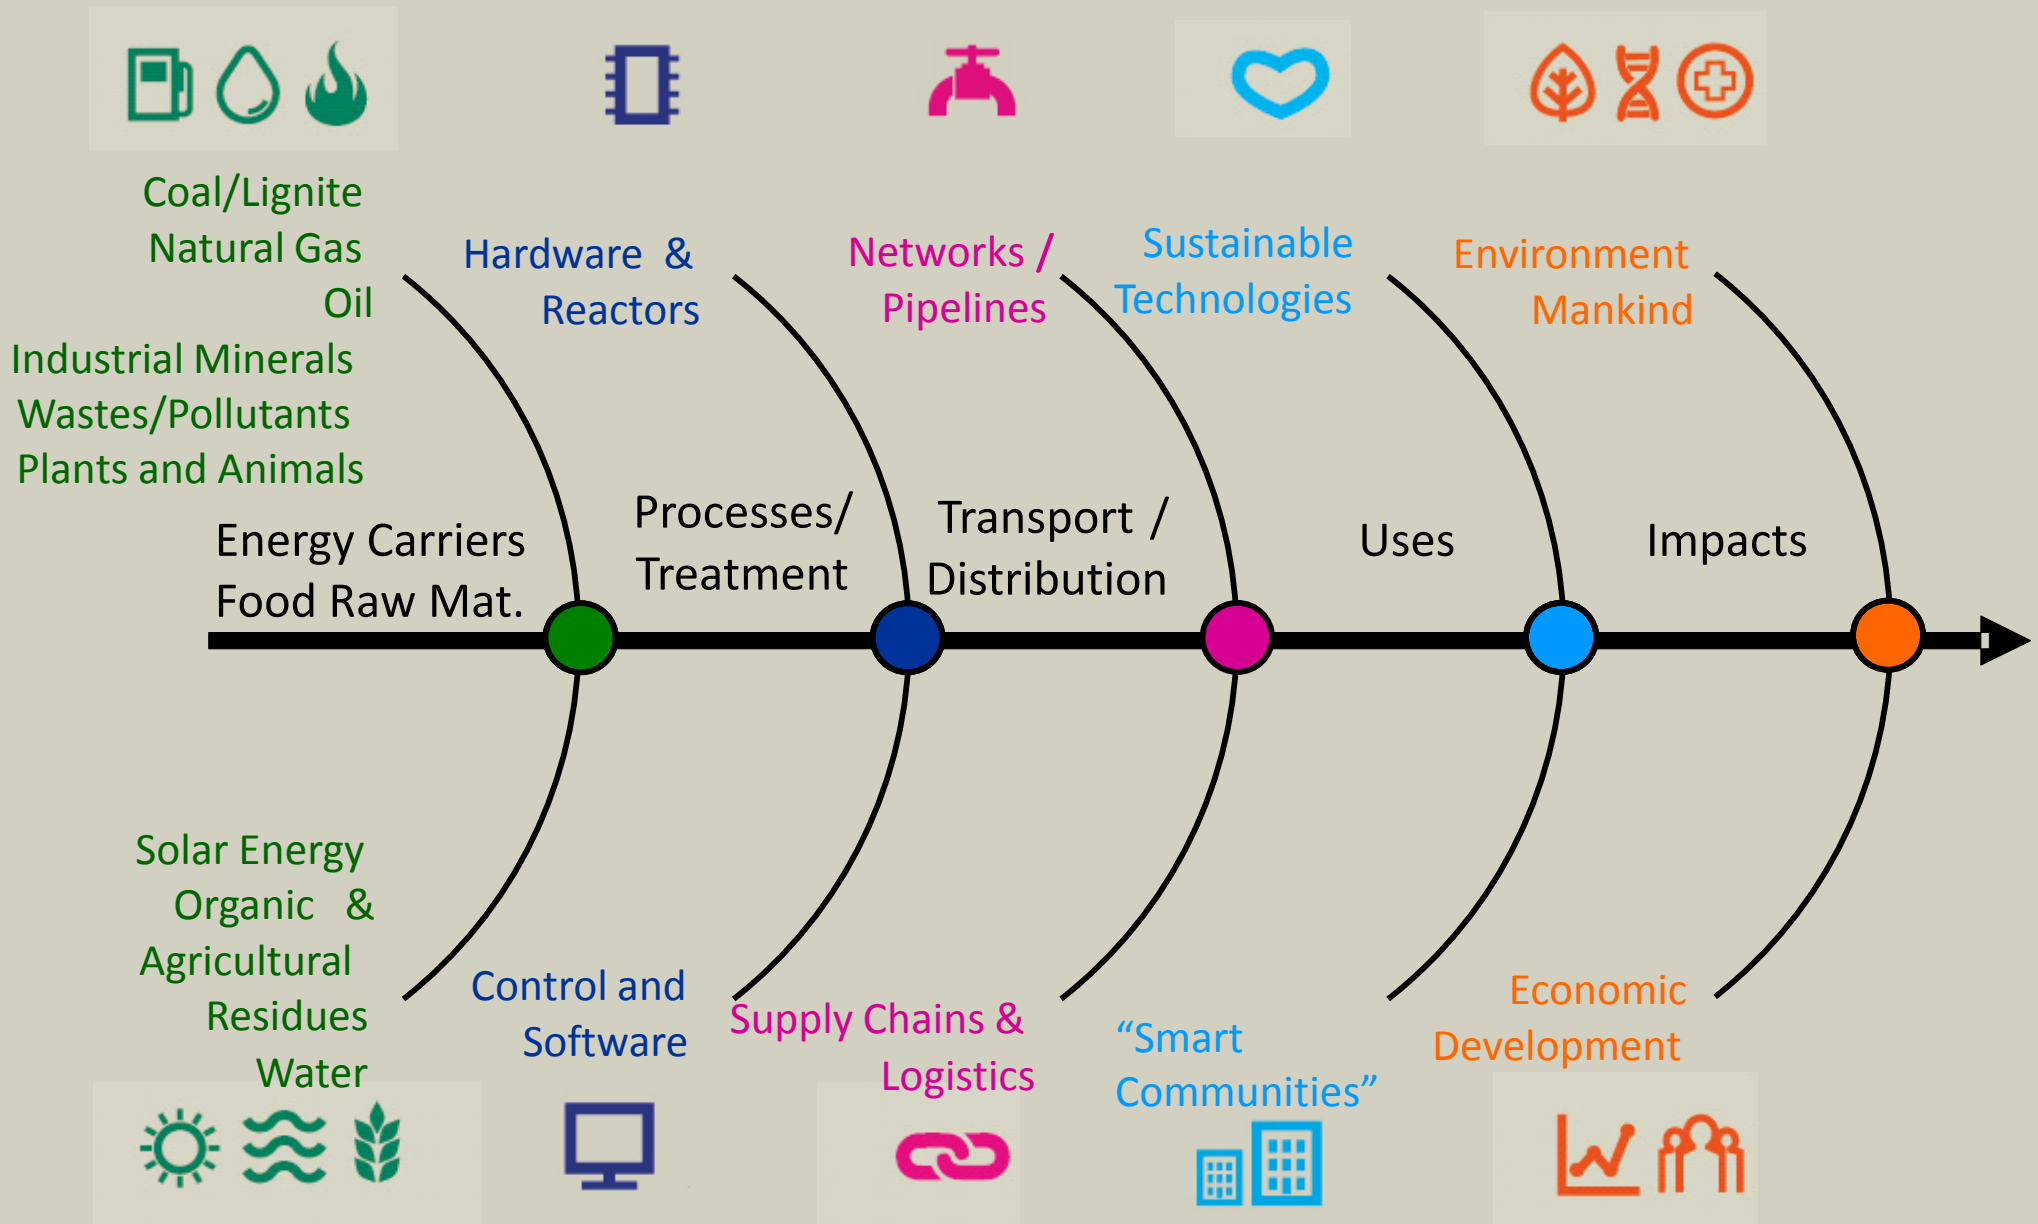 Coal/Lignite
Natural Gas
Oil
Industrial Minerals
Wastes/Pollutants
Plants and Animals
Hardware &
Reactors
Networks /
Pipelines
Sustainable
Technologies
Environment
Mankind
Energy Carriers
Food Raw Mat.
Processes/
Treatment
Transport /
Distribution
Uses
Impacts
Solar Energy
Organic &
Agricultural
Residues
Water
Control and
Software
Supply Chains &
Logistics
“Smart
Communities”
Economic
Development